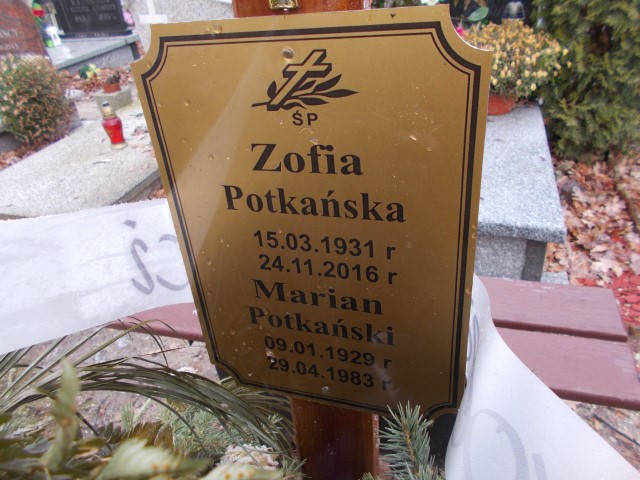 ŚP
Zofia
Potkańska
15.03.1931 r
24.11.2016 r
Marian
Potkański
09.01.1929 r
29.04.1983 r